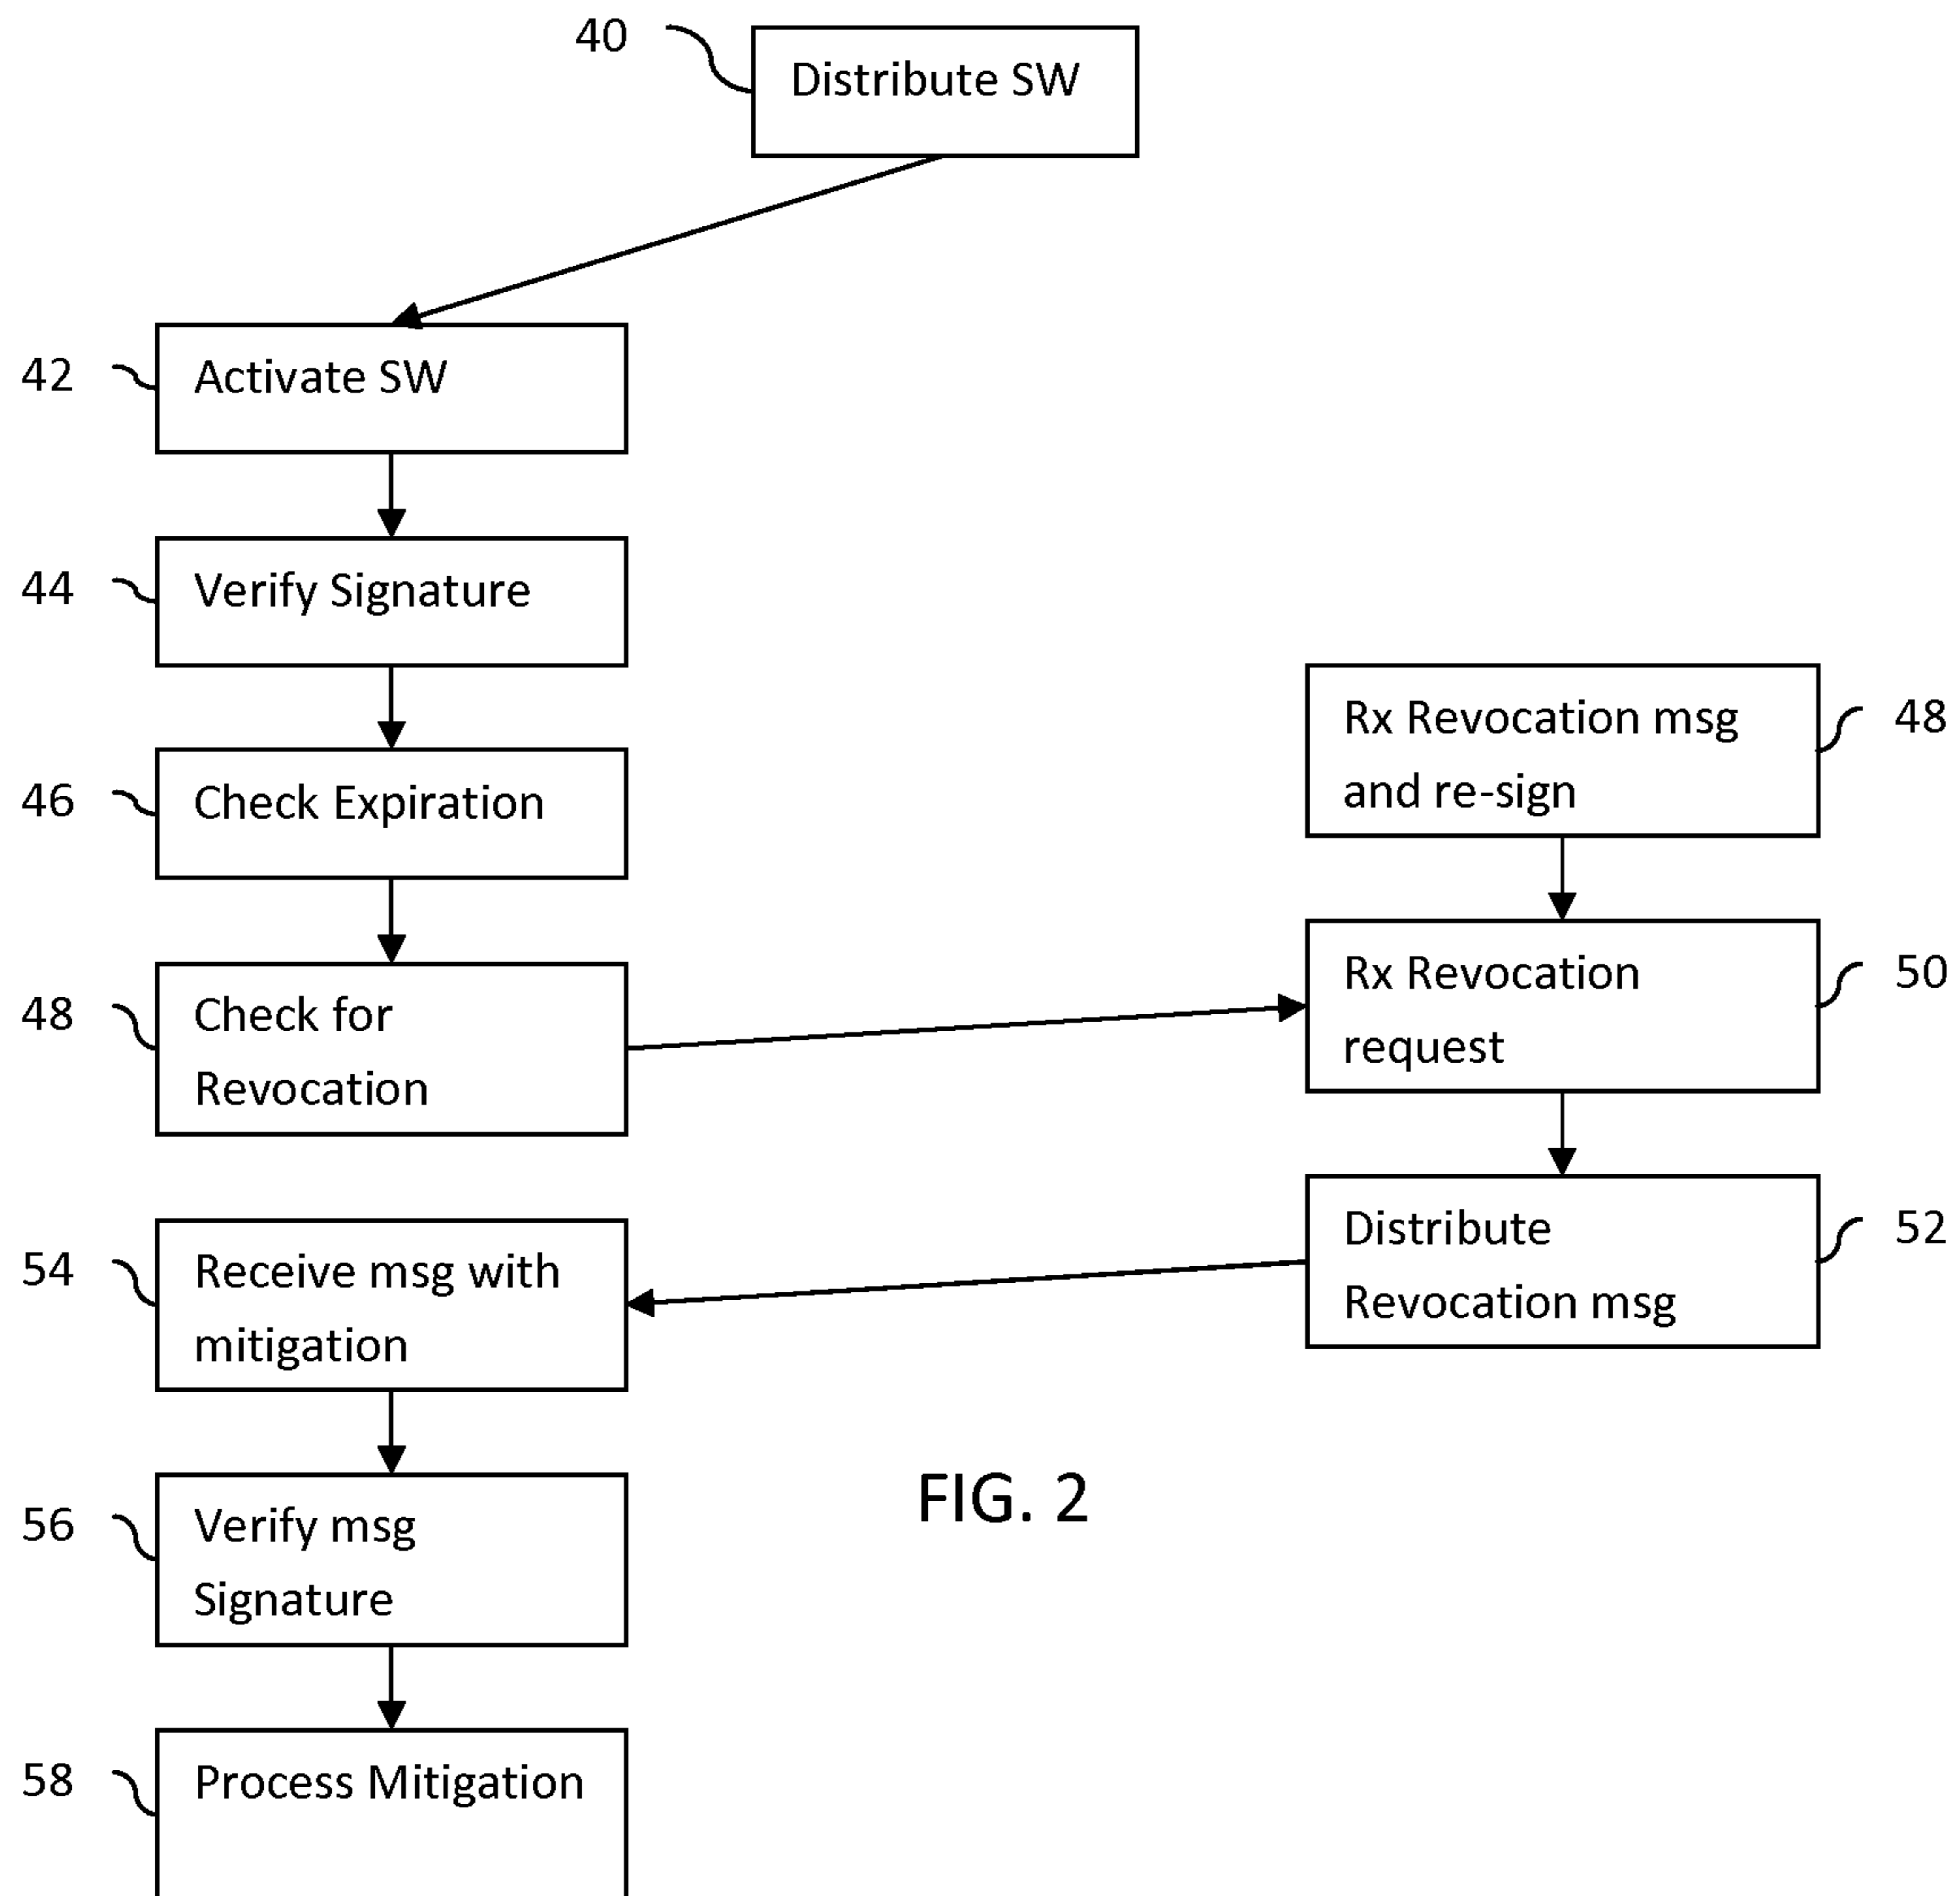 40
Distribute SW
42
Activate SW
44
Verify Signature
46
Check Expiration
48
Check for
Revocation
Rx Revocation msg
and re-sign
48
Rx Revocation
request
50
Distribute
Revocation msg
52
54
Receive msg with
mitigation
56
Verify msg
Signature
58
Process Mitigation
FIG. 2